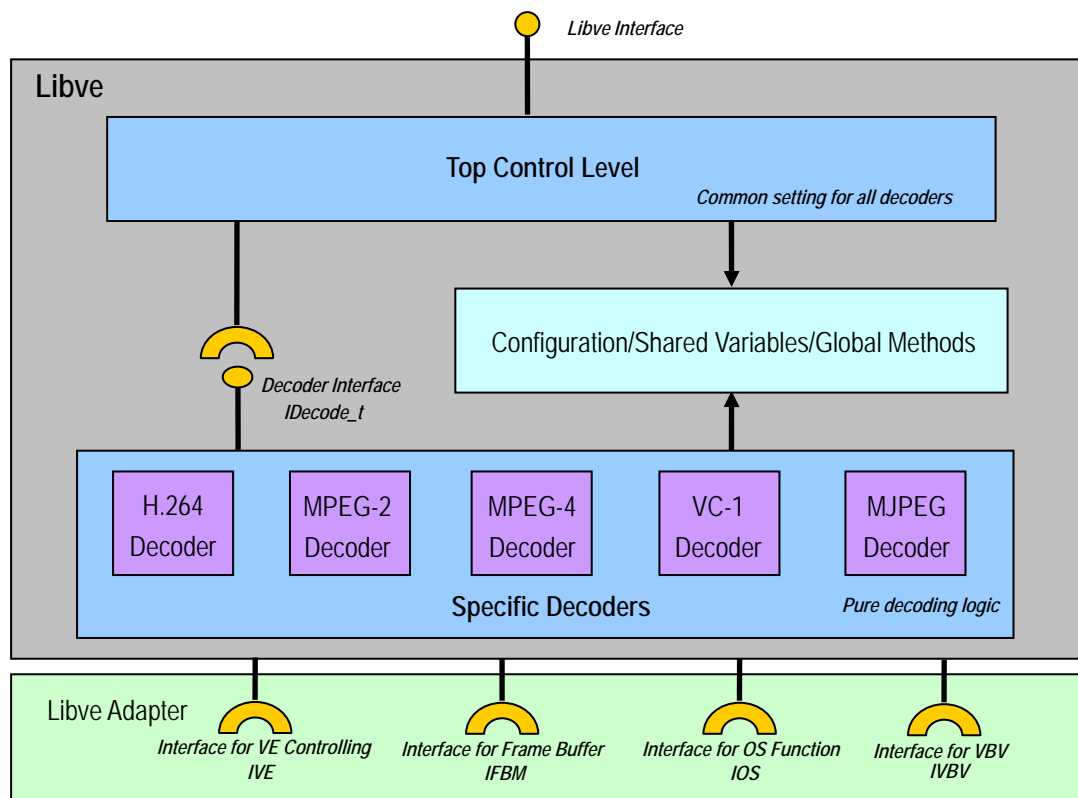 Libve Interface
Libve
Top Control Level
Common setting for all decoders
Configuration/Shared Variables/Global Methods
Decoder Interface
IDecode_t
H.264
Decoder
MPEG-2
Decoder
MPEG-4
Decoder
VC-1
Decoder
MJPEG
Decoder
Specific Decoders
Pure decoding logic
Libve Adapter
Interface for VE Controlling
IVE
Interface for Frame Buffer
IFBM
Interface for OS Function
IOS
Interface for VBV
IVBV